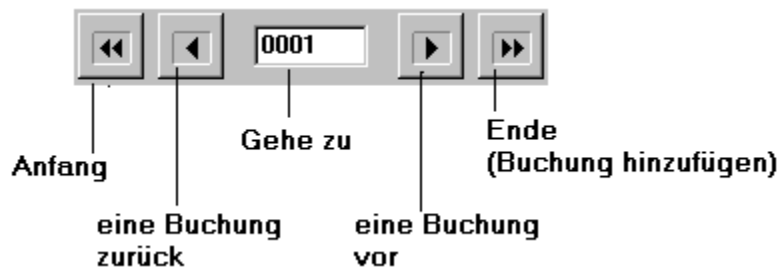 0001
Gehe zu
Ende
(Buchung hinzufügen)
Anfang
eine Buchung
zurück
eine Buchung
vor